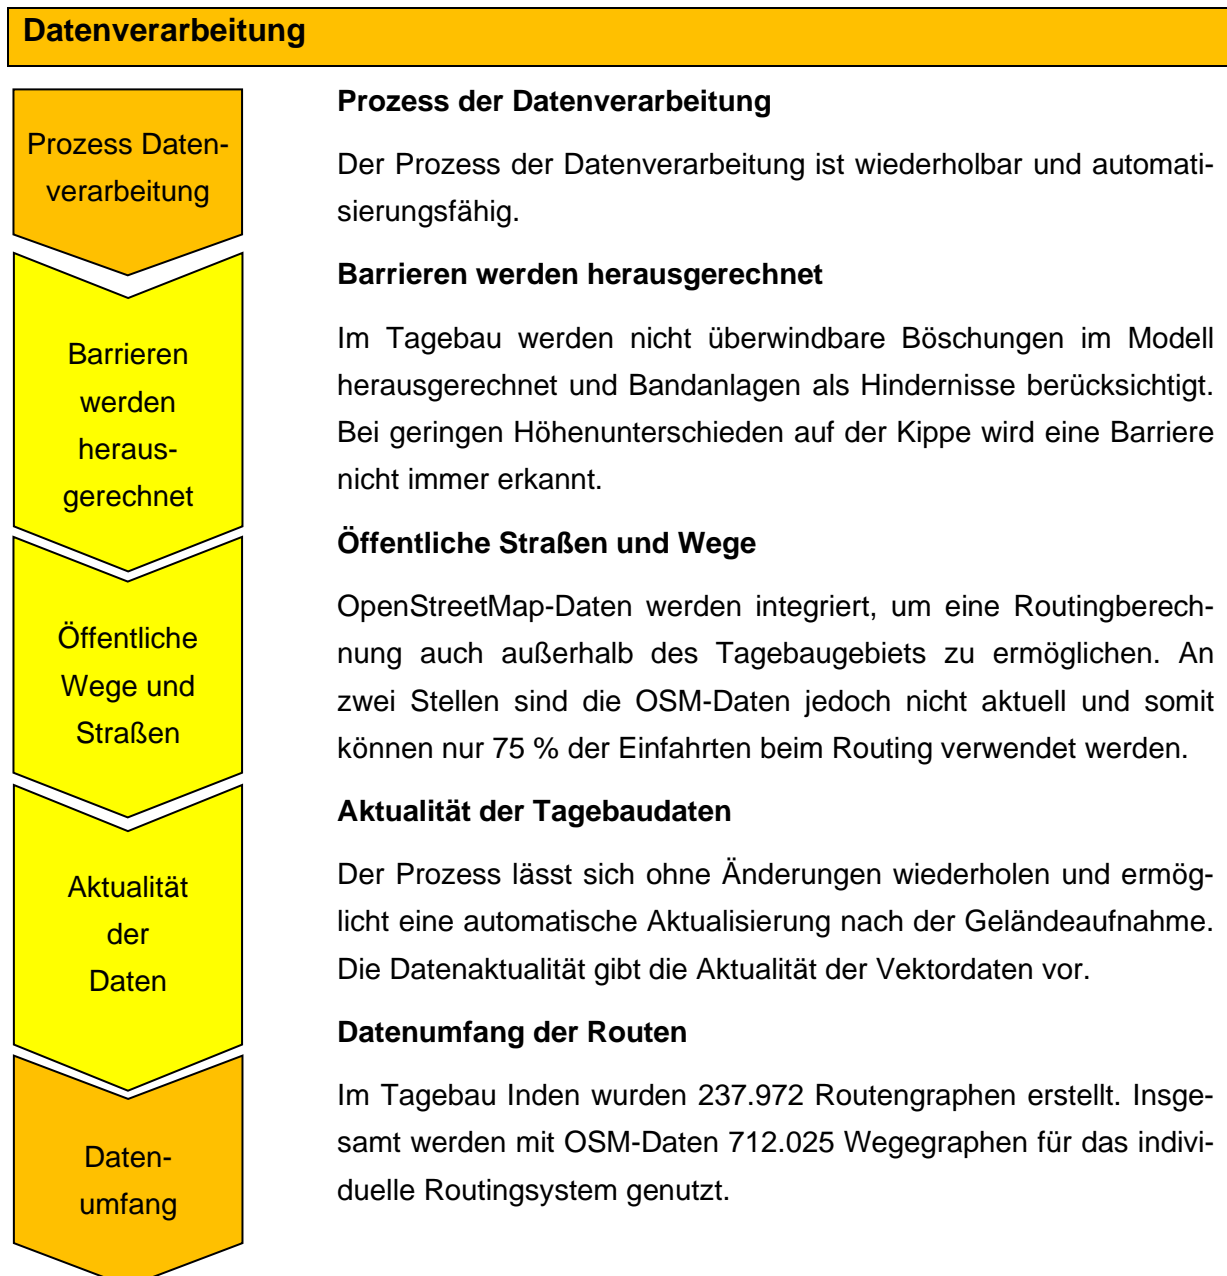 Datenverarbeitung
Prozess Daten-
verarbeitung
Prozess der Datenverarbeitung
Der Prozess der Datenverarbeitung ist wiederholbar und automati-
sierungsfähig.
Barrieren
werden
heraus-
gerechnet
Barrieren werden herausgerechnet
Im Tagebau werden nicht überwindbare Böschungen im Modell
herausgerechnet und Bandanlagen als Hindernisse berücksichtigt.
Bei geringen Höhenunterschieden auf der Kippe wird eine Barriere
nicht immer erkannt.
Öffentliche
Wege und
Straßen
Öffentliche Straßen und Wege
OpenStreetMap-Daten werden integriert, um eine Routingberech-
nung auch außerhalb des Tagebaugebiets zu ermöglichen. An
zwei Stellen sind die OSM-Daten jedoch nicht aktuell und somit
können nur 75 % der Einfahrten beim Routing verwendet werden.
Aktualität
der
Daten
Aktualität der Tagebaudaten
Der Prozess lässt sich ohne Änderungen wiederholen und ermög-
licht eine automatische Aktualisierung nach der Geländeaufnahme.
Die Datenaktualität gibt die Aktualität der Vektordaten vor.
Daten-
umfang
Datenumfang der Routen
Im Tagebau Inden wurden 237.972 Routengraphen erstellt. Insge-
samt werden mit OSM-Daten 712.025 Wegegraphen für das indivi-
duelle Routingsystem genutzt.